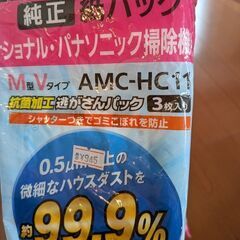 純正 紙パック
ショナル・パナソニック掃除機
M型Vタイプ AMC-HC11
抗菌加工 逃がさんパック 3枚入り
シャッターつきでゴミこぼれを防止
¥945
0.5 上の
微細なハウスダストを
約99.9%